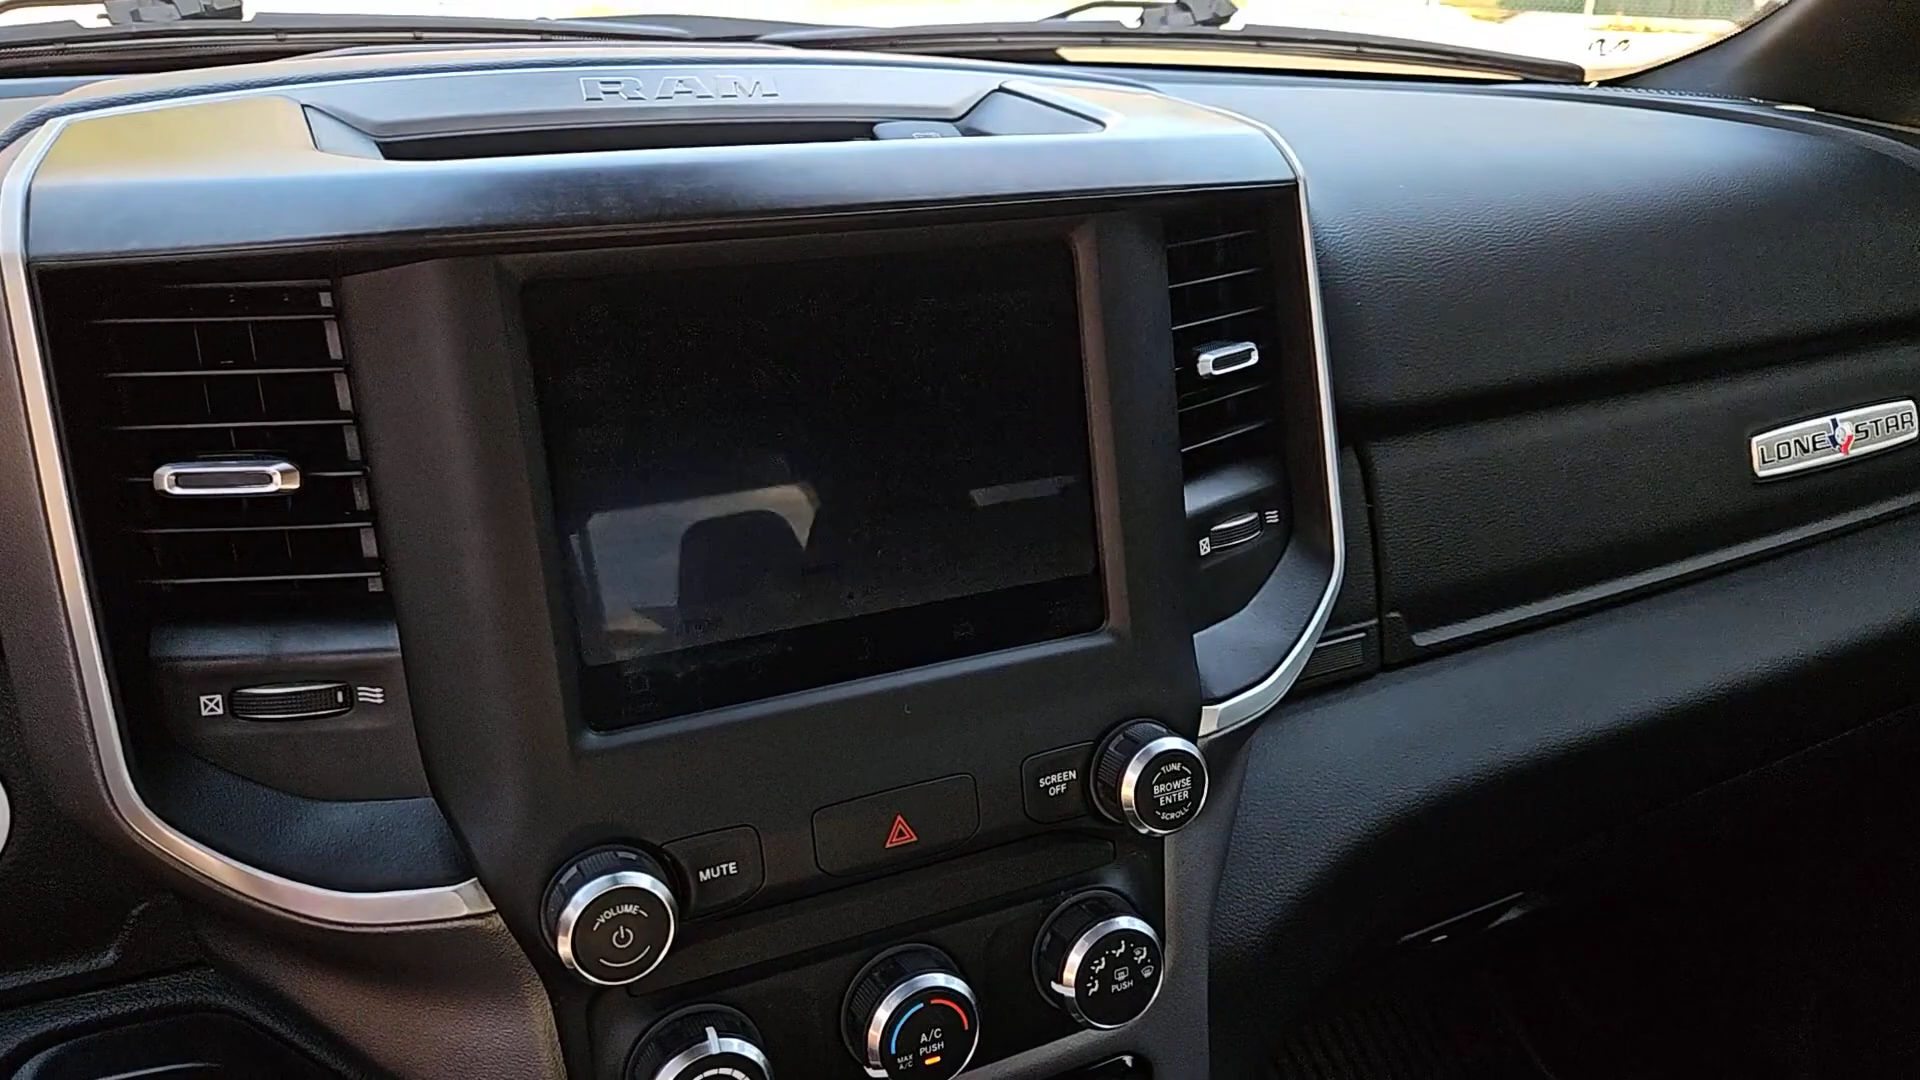 RAM
LONE STAR
SCREEN
OFF
TUNE
BROWSE
ENTER
SCROLL
MUTE
VOLUME
PUSH
A/C
PUSH
MAX
A/C